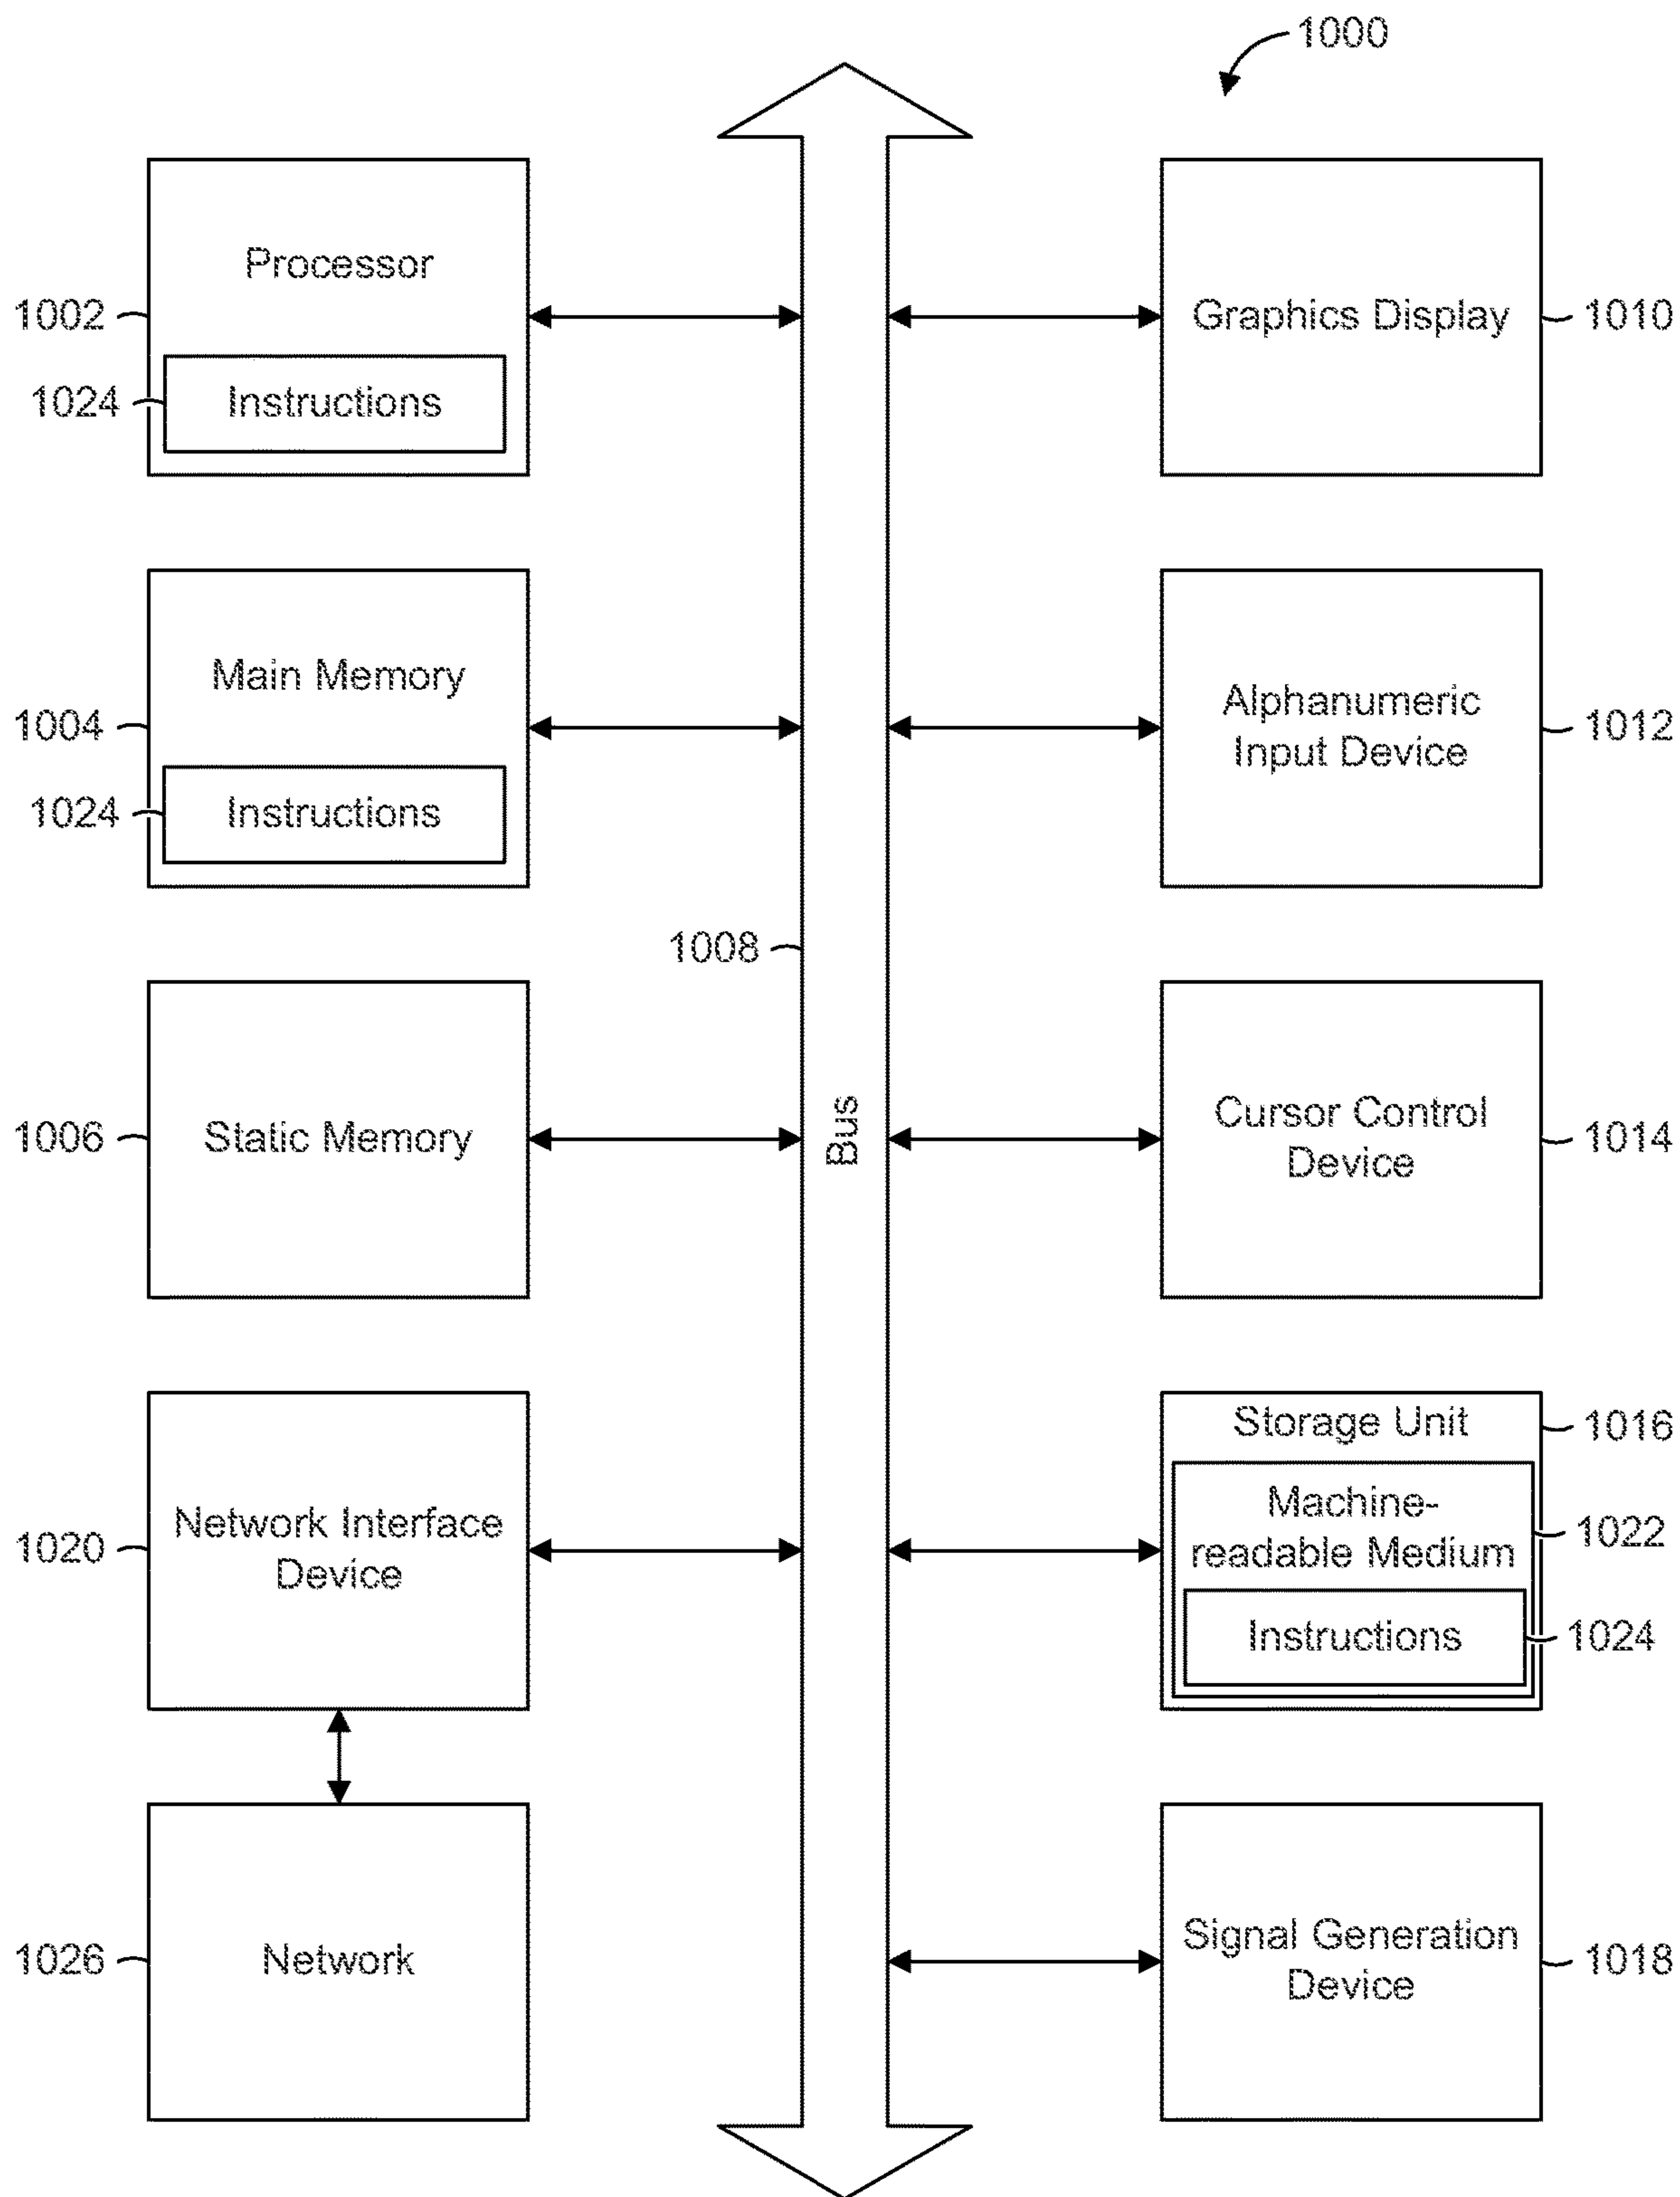 1000
Processor
1002
1024
Instructions
Graphics Display
1010
Main Memory
1004
1024
Instructions
Alphanumeric
Input Device
1012
1008
Bus
1006
Static Memory
Cursor Control
Device
1014
1020
Network Interface
Device
Storage Unit
1016
Machine-
readable Medium
1022
Instructions
1024
1026
Network
Signal Generation
Device
1018